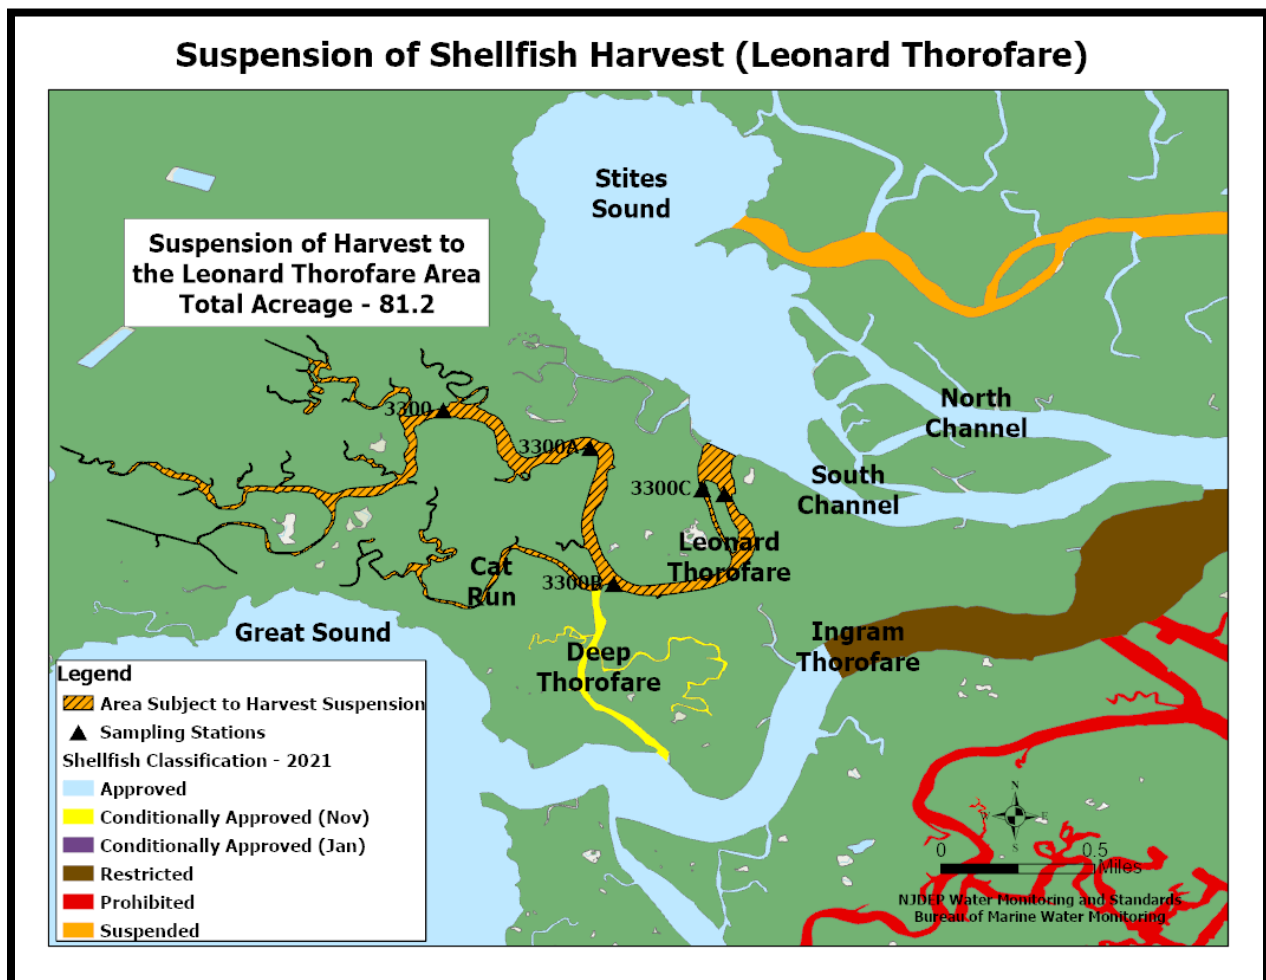 Suspension of Shellfish Harvest (Leonard Thorofare)
Stites
Sound
Suspension of Harvest to
the Leonard Thorofare Area
Total Acreage - 81.2
North
Channel
3300
3300A
South
Channel
3300C
Leonard
Thorofare
Cat
Run
3300B
Great Sound
Ingram
Thorofare
Deep
Thorofare
Legend
Area Subject to Harvest Suspension
Sampling Stations
Shellfish Classification - 2021
Approved
Conditionally Approved (Nov)
Conditionally Approved (Jan)
Restricted
Prohibited
Suspended
N
W
E
S
0
0.5
Miles
NJDEP Water Monitoring and Standards
Bureau of Marine Water Monitoring